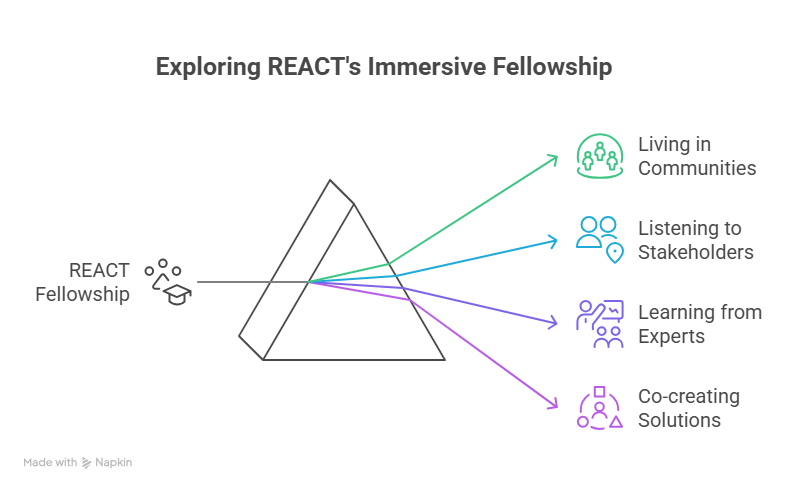 Exploring REACT's Immersive Fellowship
Living in
Communities
Listening to
Stakeholders
REACT
Fellowship
Learning from
Experts
Co-creating
Solutions
Made with Napkin